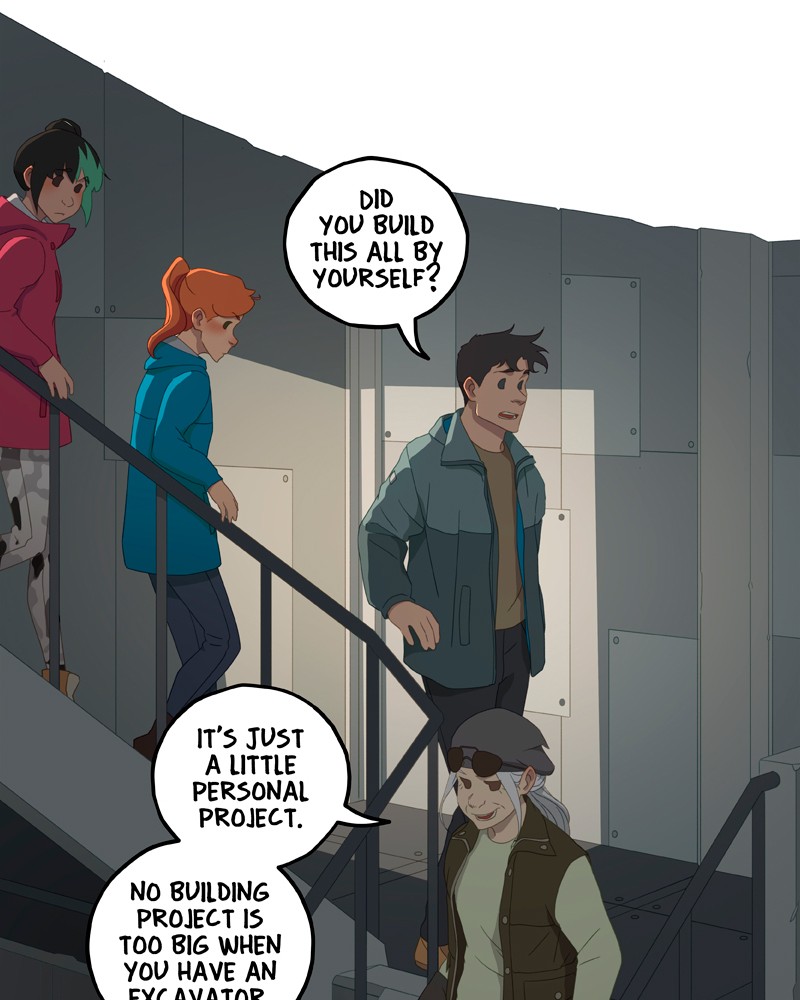 DID
YOU BUILD
THIS ALL BY
YOURSELF?
IT'S JUST
A LITTLE
PERSONAL
PROJECT.
NO BUILDING
PROJECT IS
TOO BIG WHEN
YOU HAVE AN
EXCAVATOR